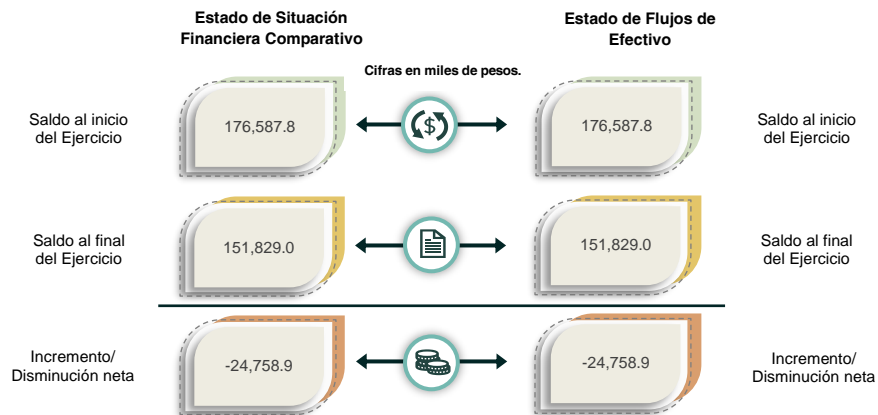 Estado de Situación
Financiera Comparativo
Estado de Flujos de
Efectivo
Cifras en miles de pesos.
Saldo al inicio
del Ejercicio
176,587.8
176,587.8
Saldo al inicio
del Ejercicio
Saldo al final
del Ejercicio
151,829.0
151,829.0
Saldo al final
del Ejercicio
Incremento/
Disminución neta
-24,758.9
-24,758.9
Incremento/
Disminución neta